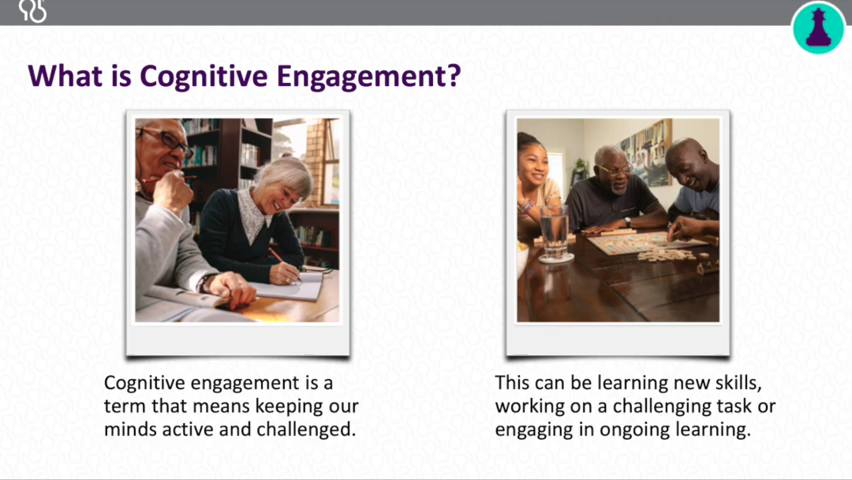 What is Cognitive Engagement?
Cognitive engagement is a
term that means keeping our
minds active and challenged.
This can be learning new skills,
working on a challenging task or
engaging in ongoing learning.